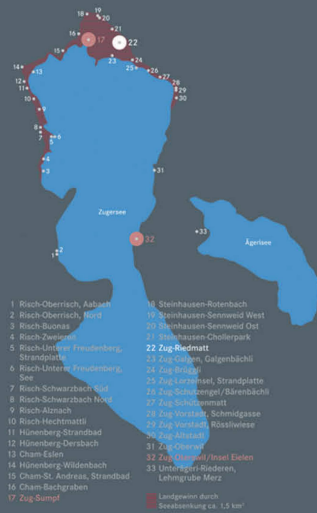 18
19
20
21
16
17
22
15
23
24
25
26
27
14
13
28
12
29
11
10
30
9
8
7
6
5
4
3
31
Zugersee
Ägerisee
33
32
2
1
1 Risch-Oberrisch, Aabach
2 Risch-Oberrisch, Nord
3 Risch-Buonas
4 Risch-Zweieren
5 Risch-Unterer Freudenberg,
Strandplatte
6 Risch-Unterer Freudenberg,
See
7 Risch-Schwarzbach Süd
8 Risch-Schwarzbach Nord
9 Risch-Alznach
10 Risch-Hechtmattli
11 Hünenberg-Strandbad
12 Hünenberg-Dersbach
13 Cham-Eslen
14 Hünenberg-Wildenbach
15 Cham-St. Andreas, Strandbad
16 Cham-Bachgraben
17 Zug-Sumpf
18 Steinhausen-Rotenbach
19 Steinhausen-Sennweid West
20 Steinhausen-Sennweid Ost
21 Steinhausen-Chollerpark
22 Zug-Riedmatt
23 Zug-Galgen, Galgenbächli
24 Zug-Brüggli
25 Zug-Lorzeinsel, Strandplatte
26 Zug-Schutzengel/Bärenbächli
27 Zug-Schützenmatt
28 Zug-Vorstadt, Schmidgasse
29 Zug-Vorstadt, Rössliwiese
30 Zug-Altstadt
31 Zug-Oberwil
32 Zug-Oberwil/Insel Eielen
33 Unterägeri-Riederen,
Lehmgrube Merz
Landgewinn durch
Seeabsenkung ca. 1,5 km²